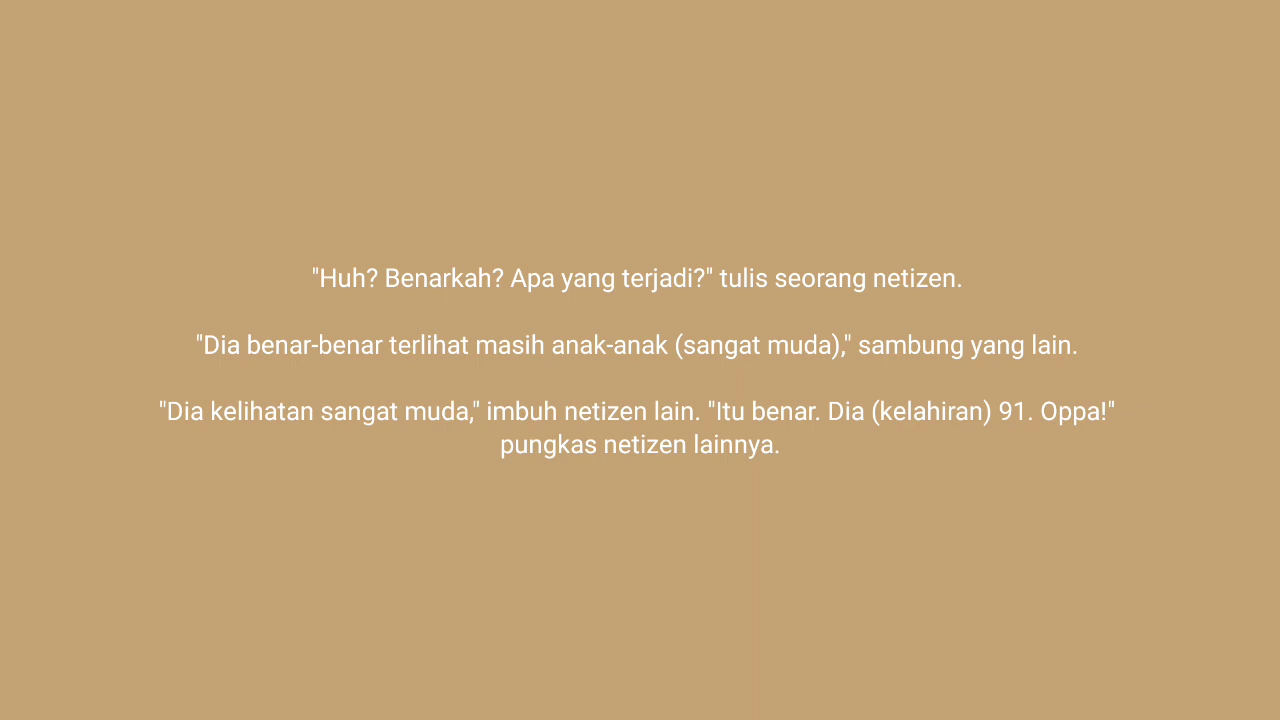 "Huh? Benarkah? Apa yang terjadi?" tulis seorang netizen.
"Dia benar-benar terlihat masih anak-anak (sangat muda)," sambung yang lain.
"Dia kelihatan sangat muda," imbuh netizen lain. "Itu benar. Dia (kelahiran) 91. Oppa!"
pungkas netizen lainnya.